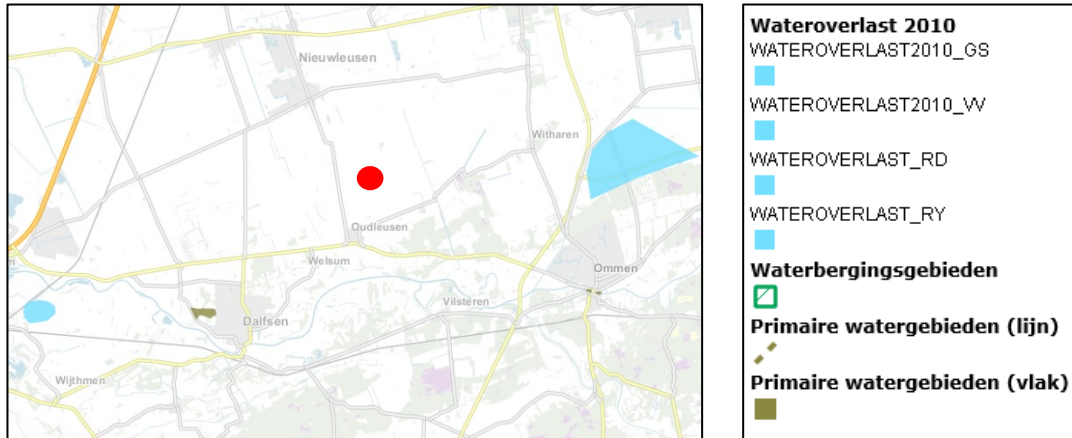 Nieuwleusen
Witharen
Oudleusen
Welsum
Ommen
Vilsteren
Dalfsen
Wijthmen
Wateroverlast 2010
WATEROVERLAST2010_GS
WATEROVERLAST2010_VV
WATEROVERLAST_RD
WATEROVERLAST_RY
Waterbergingsgebieden
Primaire watergebieden (lijn)
Primaire watergebieden (vlak)